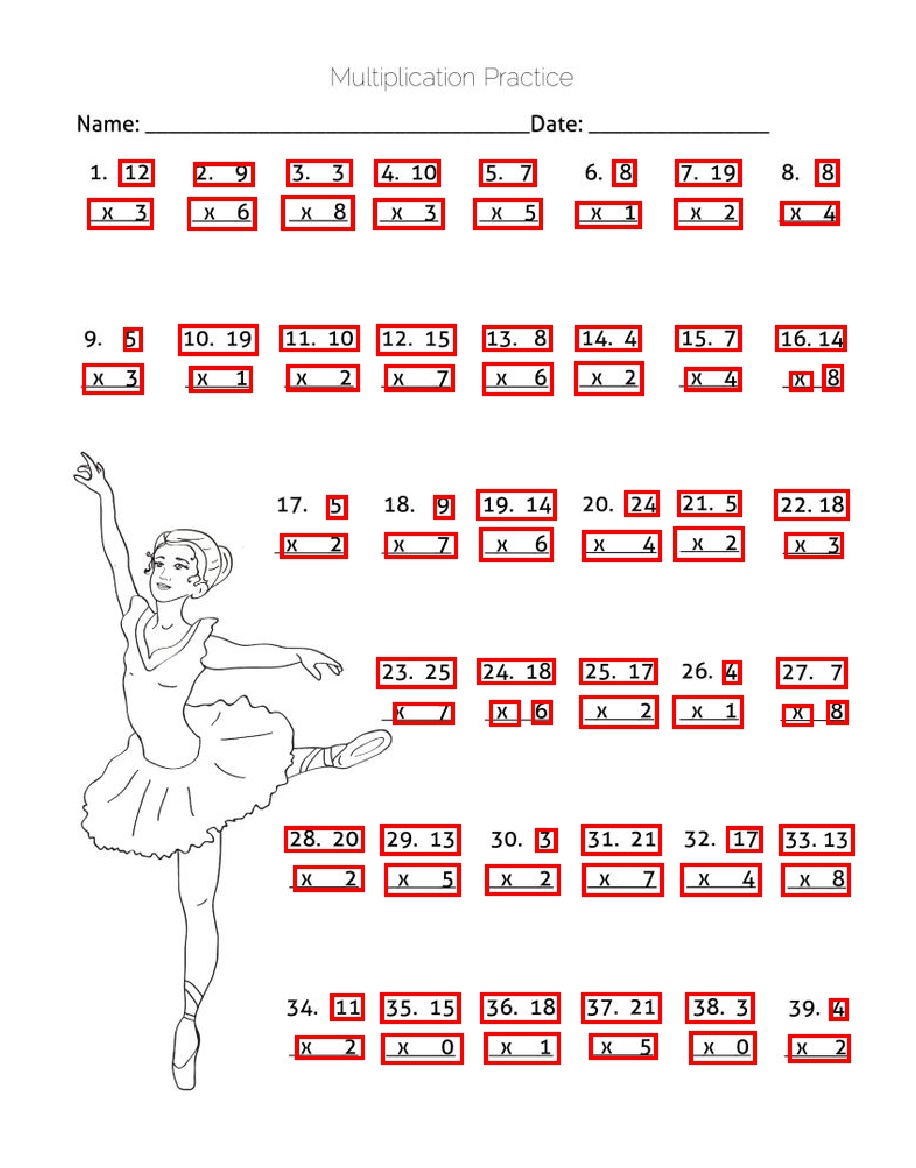 Multiplication Practice
Name: ________________________________Date: _______________
1. 12 2. 9 3. 3 4. 10 5. 7 6. 8 7. 19 8. 8
x 3 x 6 x 8 x 3 x 5 x 1 x 2 x 4
9. 5 10. 19 11. 10 12. 15 13. 8 14. 4 15. 7 16. 14
x 3 x 1 x 2 x 7 x 6 x 2 x 4 x 8
17. 5 18. 9 19. 14 20. 24 21. 5 22. 18
x 2 x 7 x 6 x 4 x 2 x 3
23. 25 24. 18 25. 17 26. 4 27. 7
x 7 x 6 x 2 x 1 x 8
28. 20 29. 13 30. 3 31. 21 32. 17 33. 13
x 2 x 5 x 2 x 7 x 4 x 8
34. 11 35. 15 36. 18 37. 21 38. 3 39. 4
x 2 x 0 x 1 x 5 x 0 x 2